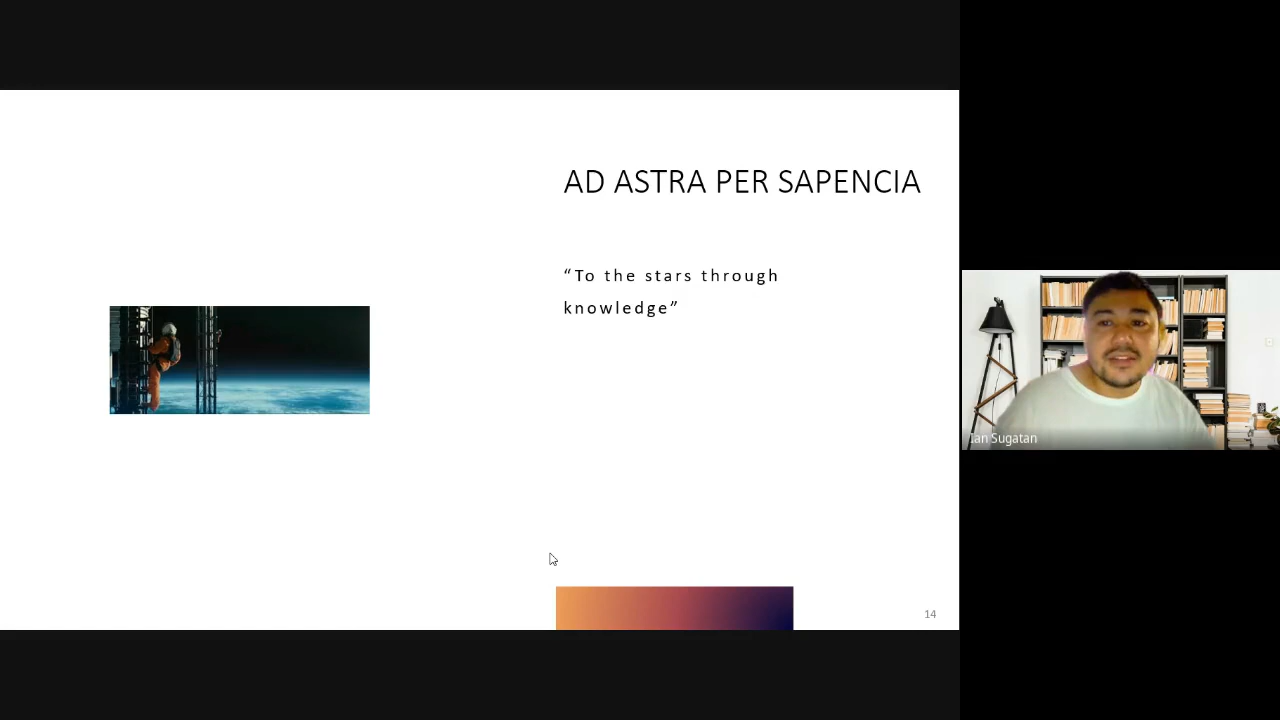 AD ASTRA PER SAPENCIA
“To the stars through
knowledge”
14
Ian Sugatan